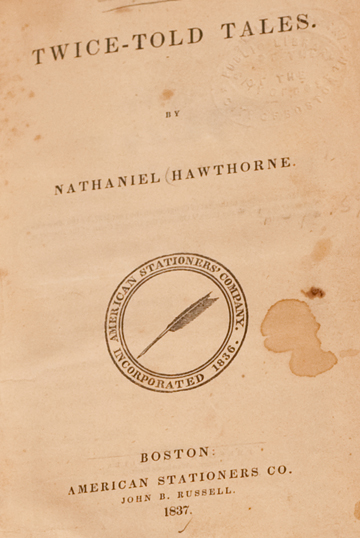 TWICE-TOLD TALES.
BY
NATHANIEL HAWTHORNE.
AMERICAN STATIONERS' COMPANY.
INCORPORATED 1836.
BOSTON:
AMERICAN STATIONERS CO.
JOHN B. RUSSELL.
1837.